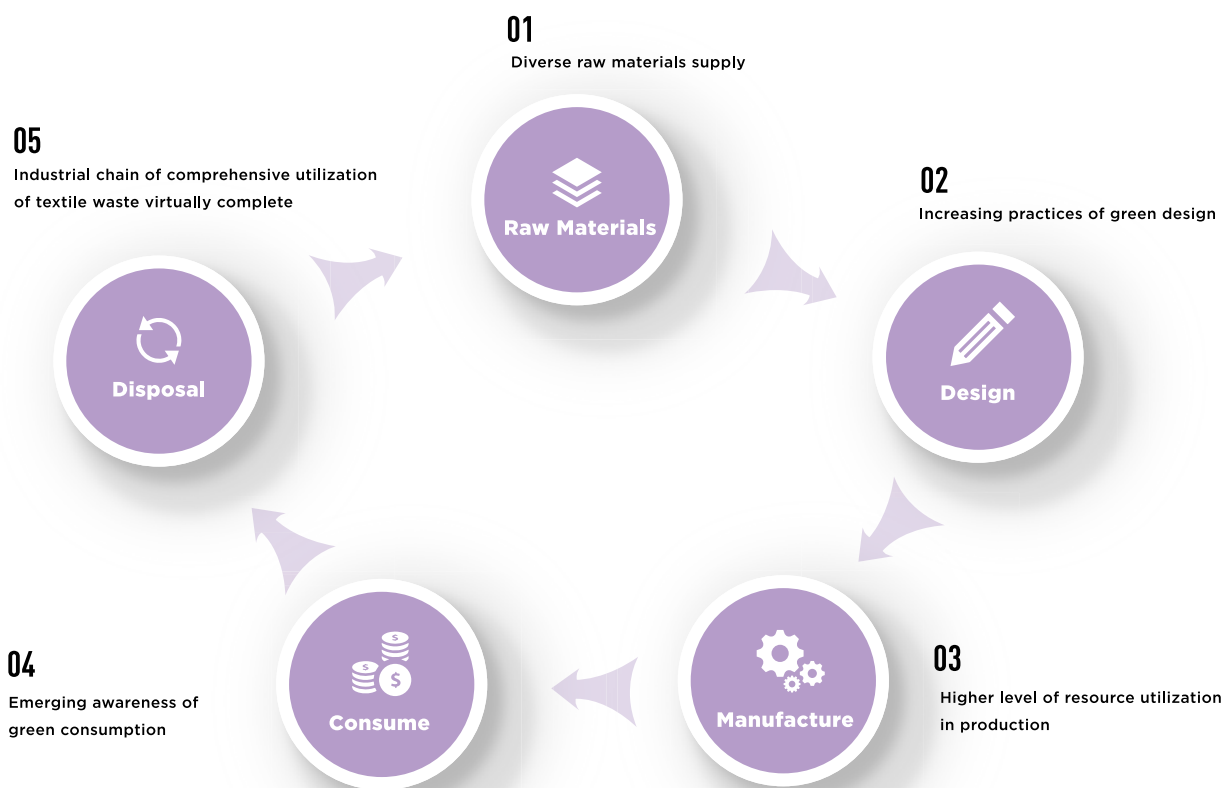 01
Diverse raw materials supply
Raw Materials
02
Increasing practices of green design
Design
03
Higher level of resource utilization
in production
Manufacture
04
Emerging awareness of
green consumption
Consume
$
$
$
05
Industrial chain of comprehensive utilization
of textile waste virtually complete
Disposal